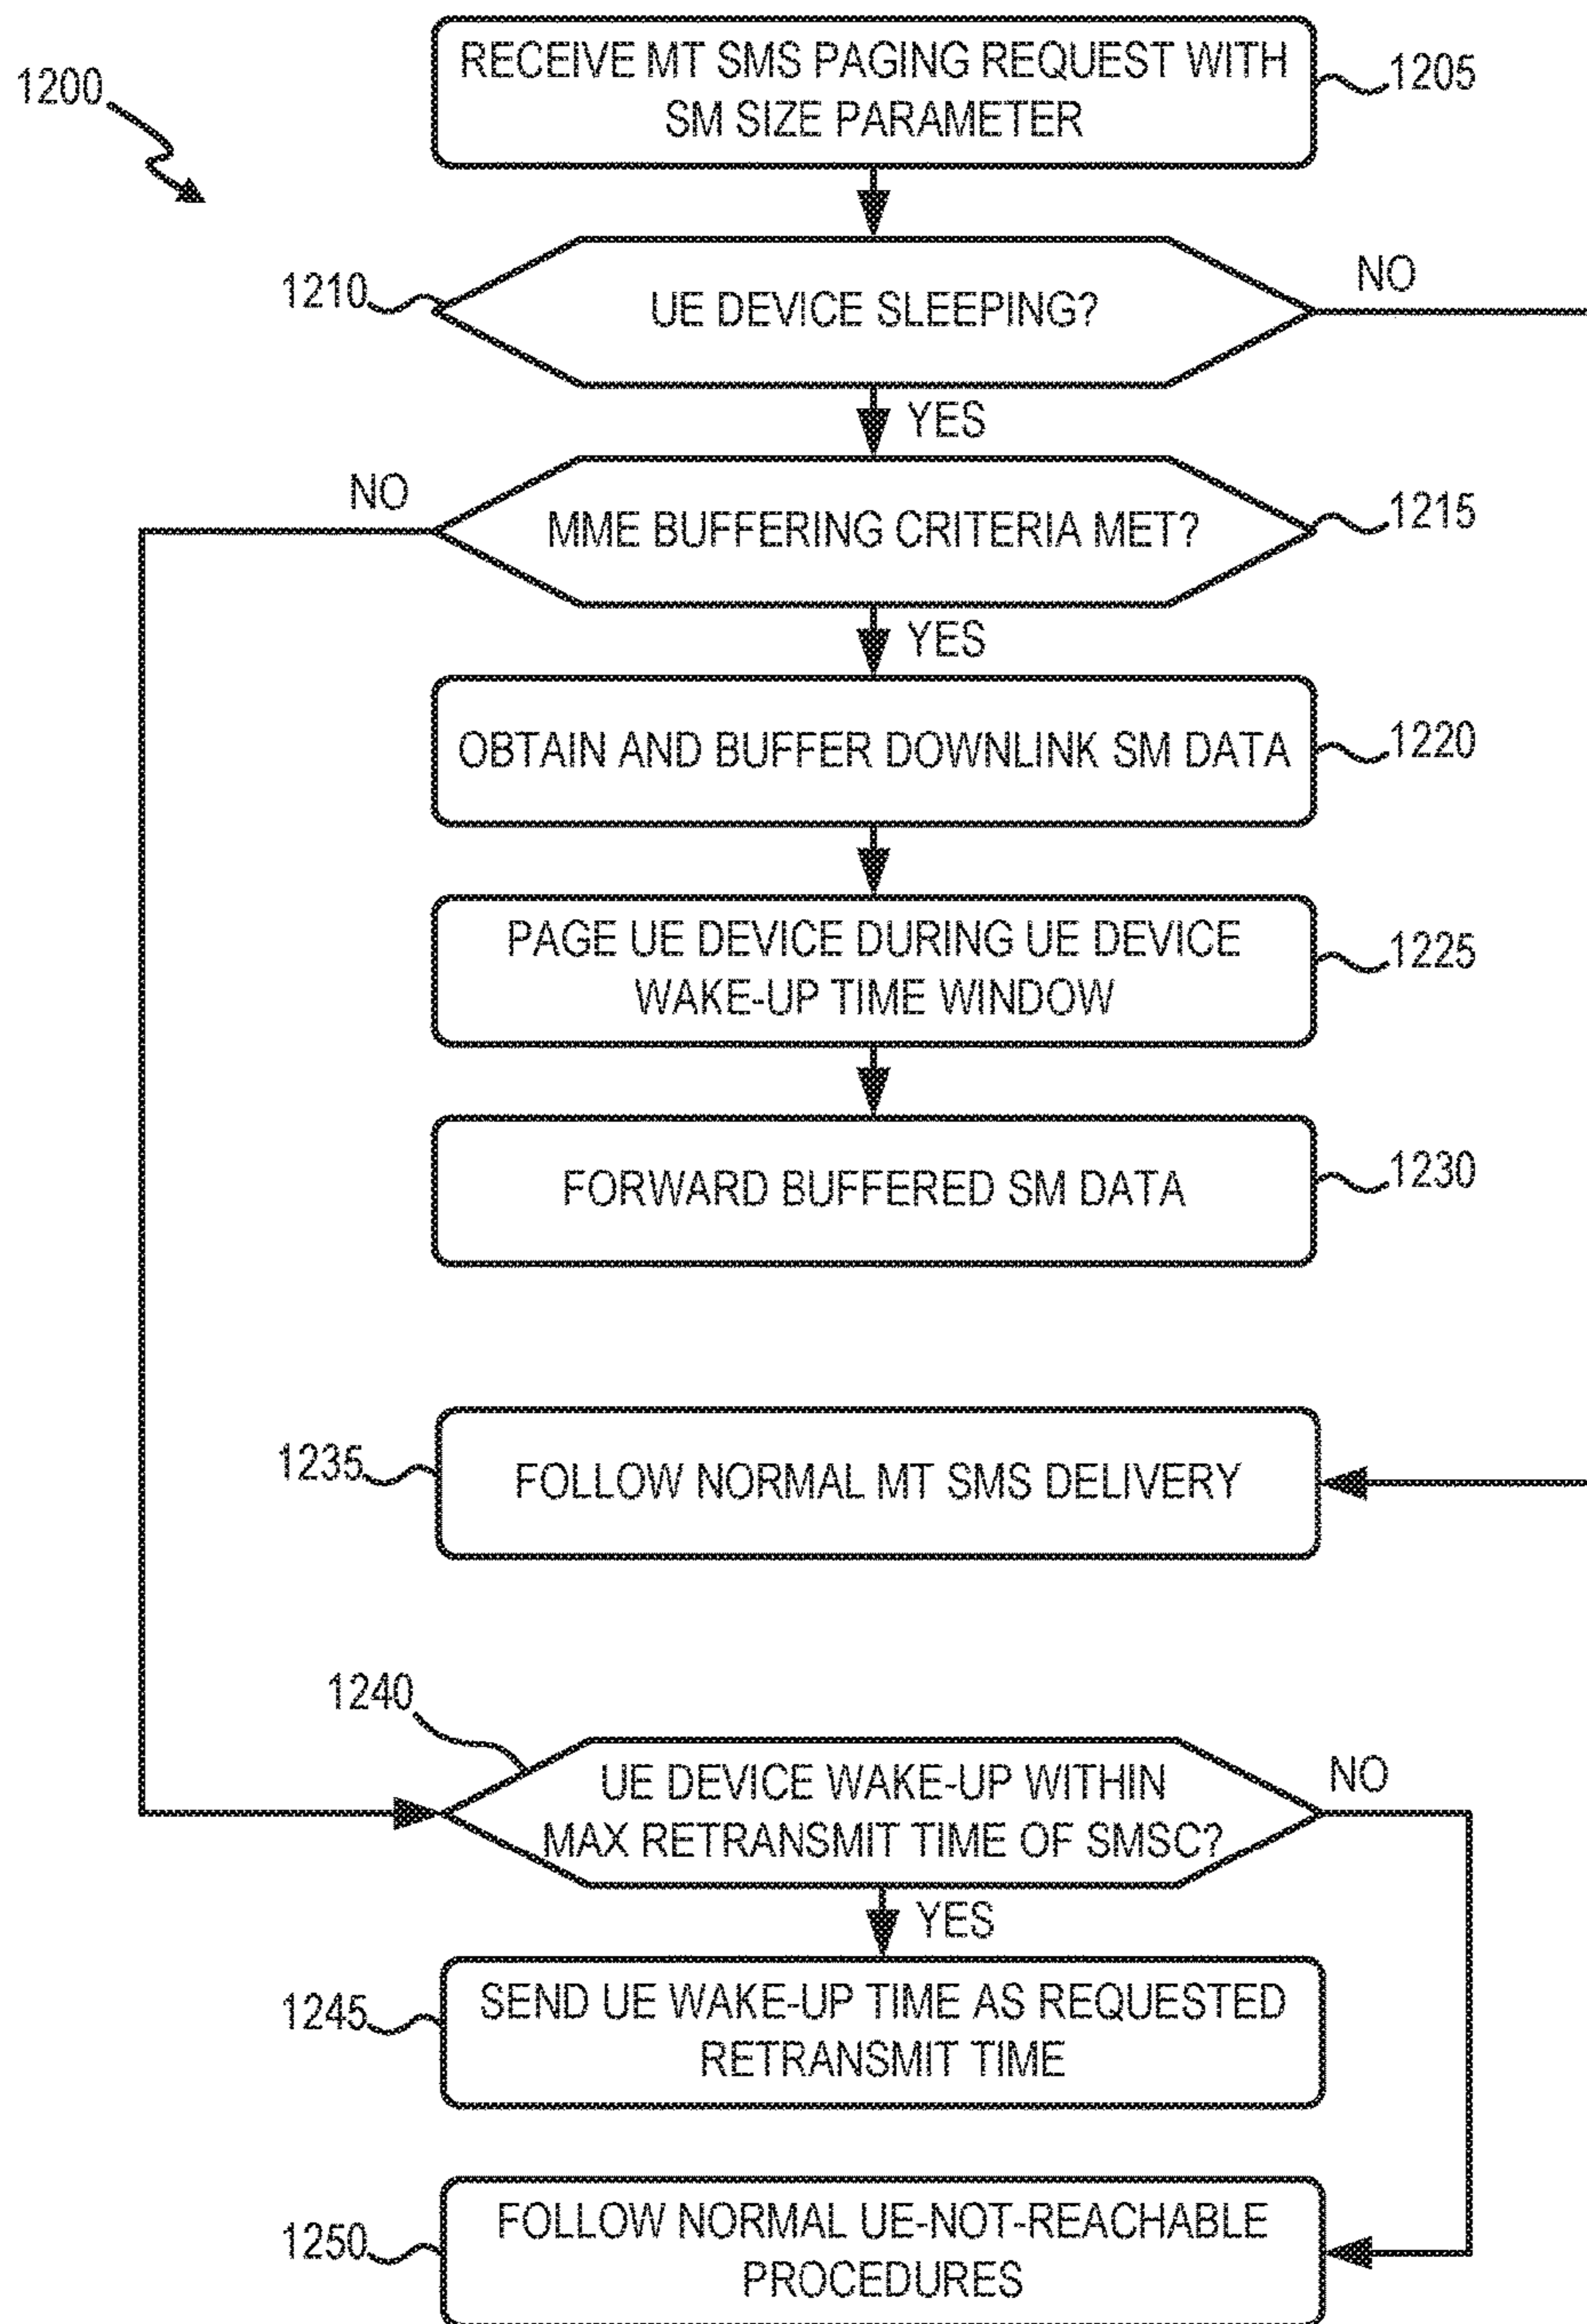 1200
RECEIVE MT SMS PAGING REQUEST WITH
SM SIZE PARAMETER
1205
1210
UE DEVICE SLEEPING?
NO
YES
NO
MME BUFFERING CRITERIA MET?
1215
YES
OBTAIN AND BUFFER DOWNLINK SM DATA
1220
PAGE UE DEVICE DURING UE DEVICE
WAKE-UP TIME WINDOW
1225
FORWARD BUFFERED SM DATA
1230
1235
FOLLOW NORMAL MT SMS DELIVERY
1240
UE DEVICE WAKE-UP WITHIN
MAX RETRANSMIT TIME OF SMSC?
NO
YES
1245
SEND UE WAKE-UP TIME AS REQUESTED
RETRANSMIT TIME
1250
FOLLOW NORMAL UE-NOT-REACHABLE
PROCEDURES